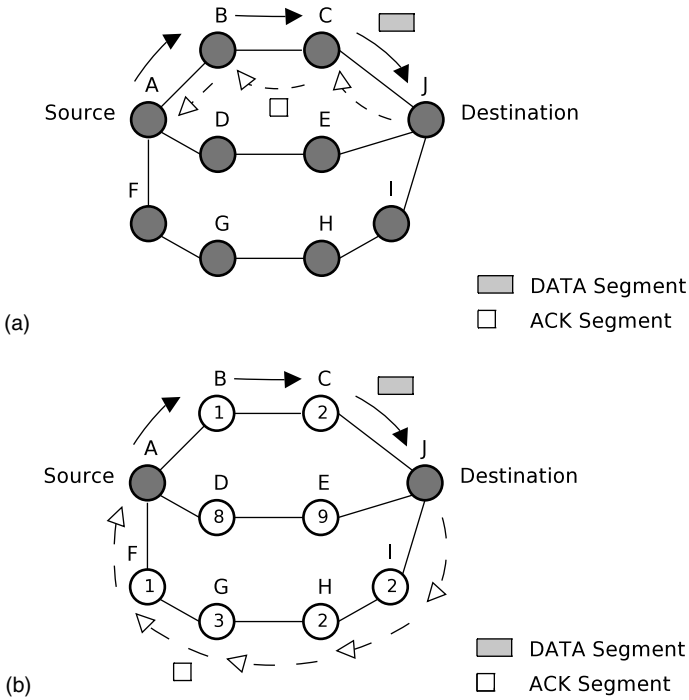 B C
A J
Source Destination
D E
F I
G H
DATA Segment
(a) ACK Segment
B C
1 2
A J
Source Destination
D E
8 9
F I
1 2
G H
3 2
DATA Segment
(b) ACK Segment